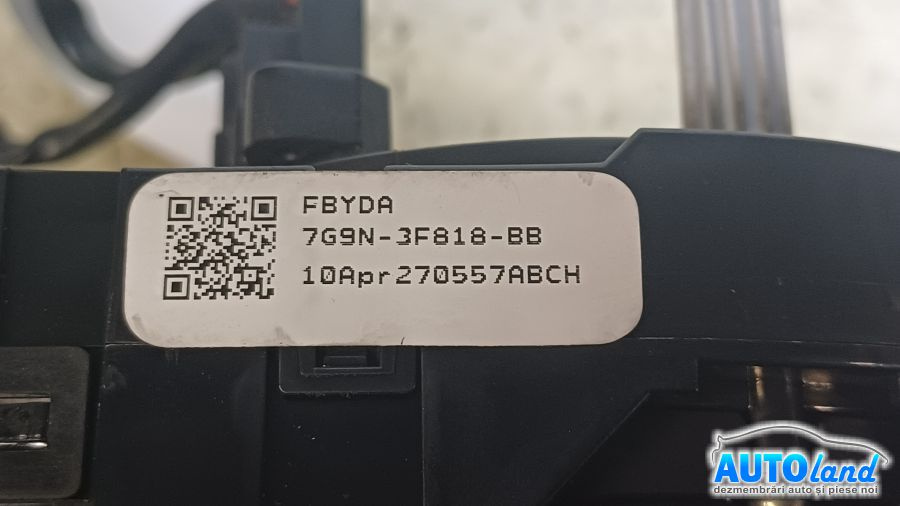 FBYDA
7G9N-3F818-BB
10Apr270557ABCH
AUTOland
dezmembrări auto și piese noi